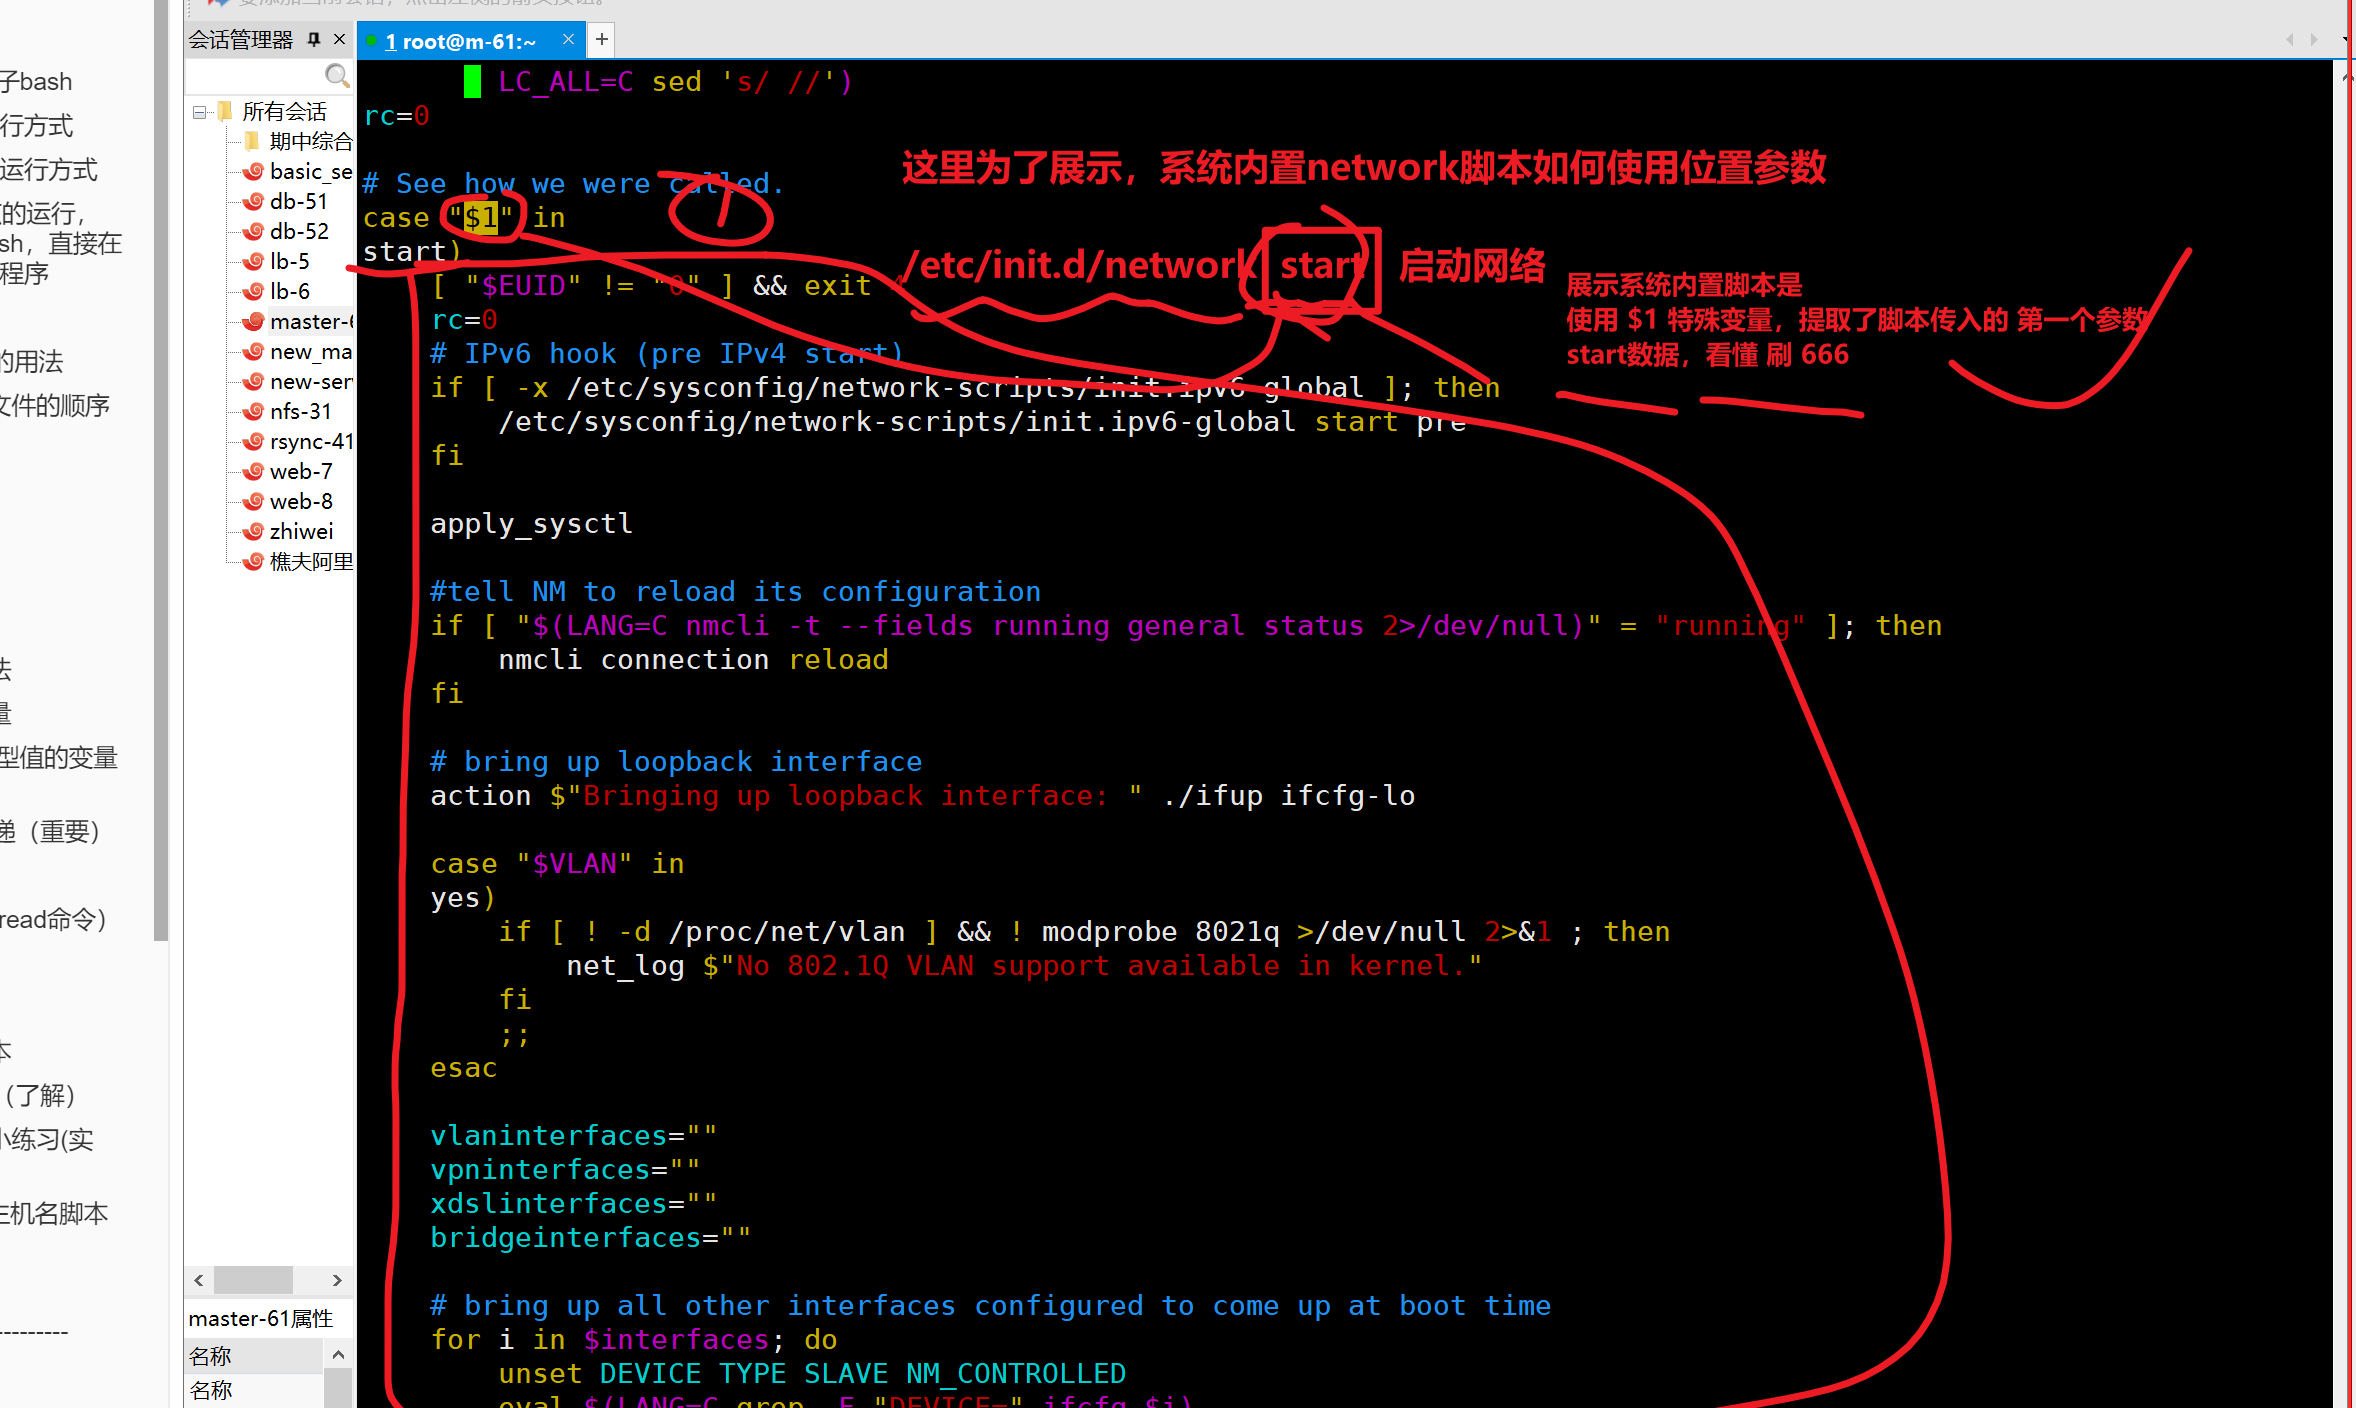 子bash
行方式
运行方式
的运行，
sh，直接在
程序
的用法
文件的顺序
法
量
型值的变量
递（重要）
read命令）
本
（了解）
小练习(实
主机名脚本
---------
会话管理器
所有会话
期中综合
basic_se
db-51
db-52
lb-5
lb-6
master-6
new_ma
new-ser
nfs-31
rsync-41
web-7
web-8
zhiwei
樵夫阿里
master-61属性
名称
名称
1 root@m-61:~
LC_ALL=C sed 's/ //')
rc=0
# See how we were called.
case "$1" in
start)
[ "$EUID" != "0" ] && exit 4
rc=0
# IPv6 hook (pre IPv4 start)
if [ -x /etc/sysconfig/network-scripts/init.ipv6-global ]; then
/etc/sysconfig/network-scripts/init.ipv6-global start pre
fi
apply_sysctl
#tell NM to reload its configuration
if [ "$(LANG=C nmcli -t --fields running general status 2>/dev/null)" = "running" ]; then
nmcli connection reload
fi
# bring up loopback interface
action $"Bringing up loopback interface: " ./ifup ifcfg-lo
case "$VLAN" in
yes)
if [ ! -d /proc/net/vlan ] && ! modprobe 8021q >/dev/null 2>&1 ; then
net_log $"No 802.1Q VLAN support available in kernel."
fi
;;
esac
vlaninterfaces=""
vpninterfaces=""
xdslinterfaces=""
bridgeinterfaces=""
# bring up all other interfaces configured to come up at boot time
for i in $interfaces; do
unset DEVICE TYPE SLAVE NM_CONTROLLED
eval $(LANG=C grep -F "DEVICE=" ifcfg-$i)
这里为了展示，系统内置network脚本如何使用位置参数
/etc/init.d/network start 启动网络
展示系统内置脚本是
使用 $1 特殊变量，提取了脚本传入的 第一个参数
start数据，看懂 刷 666